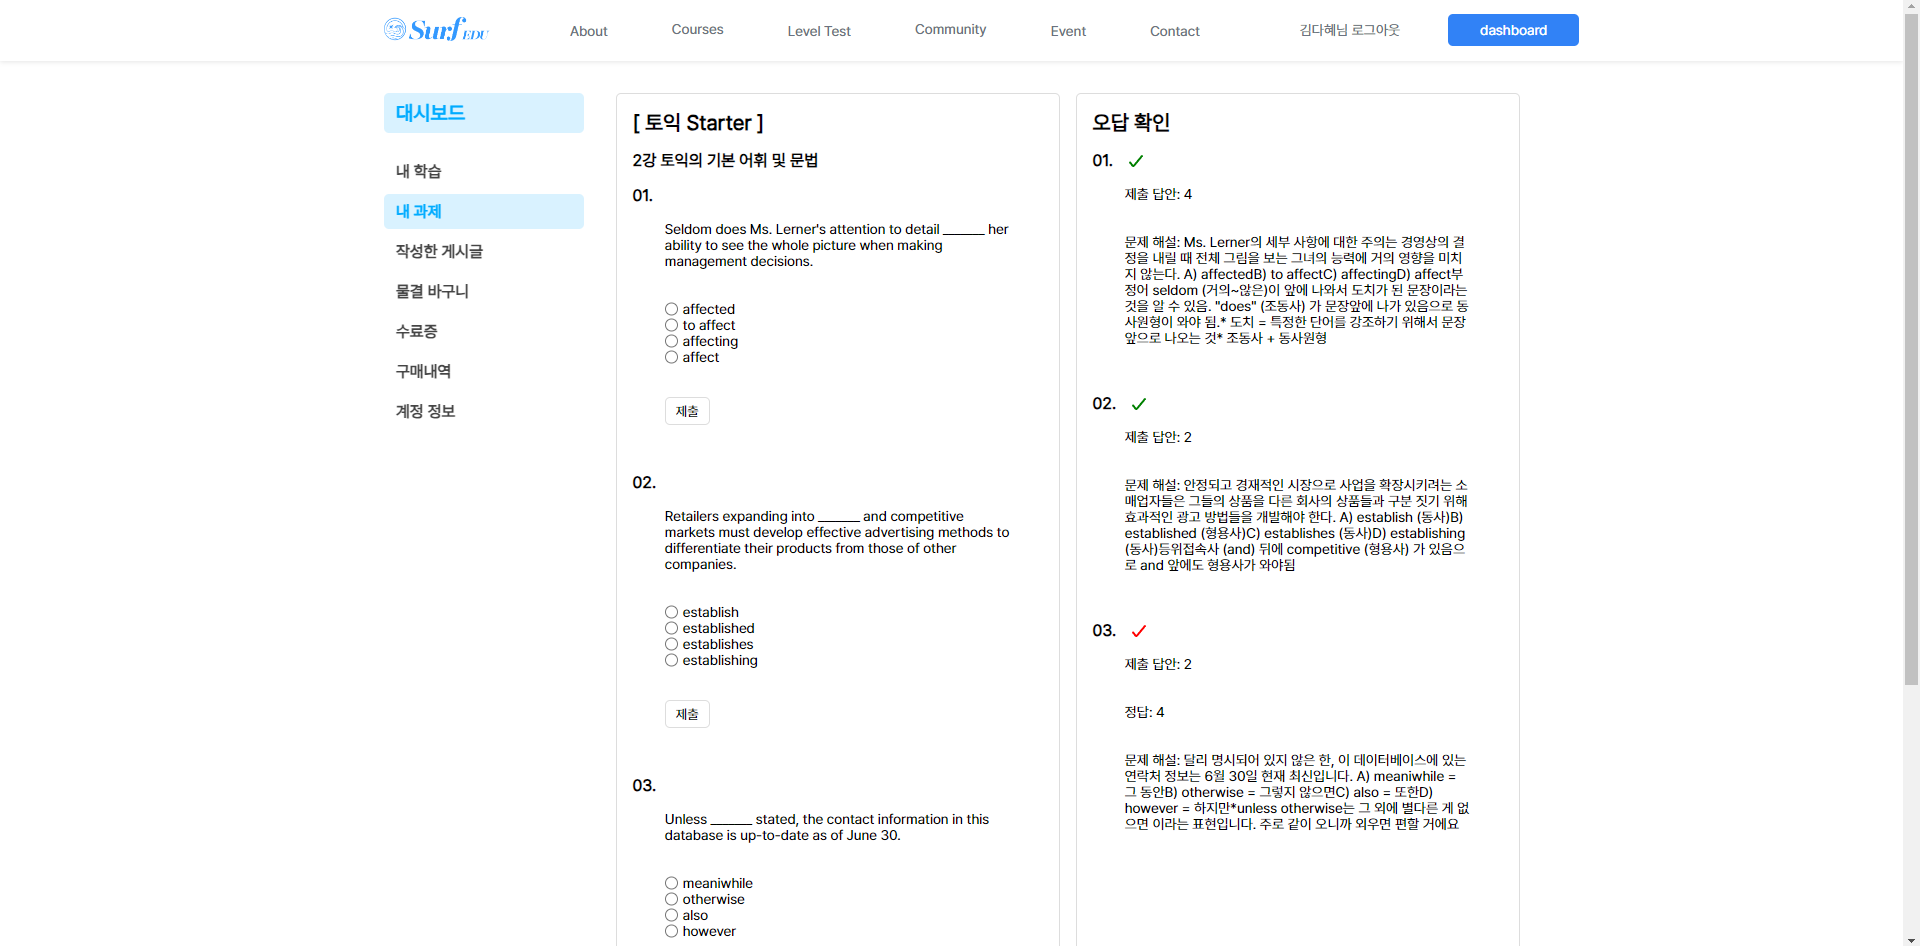 Surf EDU
About
Courses
Level Test
Community
Event
Contact
김다혜님 로그아웃
dashboard
대시보드
내 학습
내 과제
작성한 게시글
물결 바구니
수료증
구매내역
계정 정보
[ 토익 Starter ]
2강 토익의 기본 어휘 및 문법
01.
Seldom does Ms. Lerner's attention to detail ______ her
ability to see the whole picture when making
management decisions.
affected
to affect
affecting
affect
제출
02.
Retailers expanding into ______ and competitive
markets must develop effective advertising methods to
differentiate their products from those of other
companies.
establish
established
establishes
establishing
제출
03.
Unless ______ stated, the contact information in this
database is up-to-date as of June 30.
meanwhile
otherwise
also
however
오답 확인
01.
제출 답안: 4
문제 해설: Ms. Lerner의 세부 사항에 대한 주의는 경영상의 결
정을 내릴 때 전체 그림을 보는 그녀의 능력에 거의 영향을 미치
지 않는다. A) affectedB) to affectC) affectingD) affect부
정어 seldom (거의~않은)이 앞에 나와서 도치가 된 문장이라는
것을 알 수 있음. "does" (조동사) 가 문장앞에 나가 있음으로 동
사원형이 와야 됨.* 도치 = 특정한 단어를 강조하기 위해서 문장
앞으로 나오는 것* 조동사 + 동사원형
02.
제출 답안: 2
문제 해설: 안정되고 경재적인 시장으로 사업을 확장시키려는 소
매업자들은 그들의 상품을 다른 회사의 상품들과 구분 짓기 위해
효과적인 광고 방법들을 개발해야 한다. A) establish (동사)B)
established (형용사)C) establishes (동사)D) establishing
(동사)등위접속사 (and) 뒤에 competitive (형용사) 가 있음으
로 and 앞에도 형용사가 와야됨
03.
제출 답안: 2
정답: 4
문제 해설: 달리 명시되어 있지 않은 한, 이 데이터베이스에 있는
연락처 정보는 6월 30일 현재 최신입니다. A) meanwhile =
그 동안B) otherwise = 그렇지 않으면C) also = 또한D)
however = 하지만*unless otherwise는 그 외에 별다른 게 없
으면 이라는 표현입니다. 주로 같이 오니까 외우면 편할 거에요